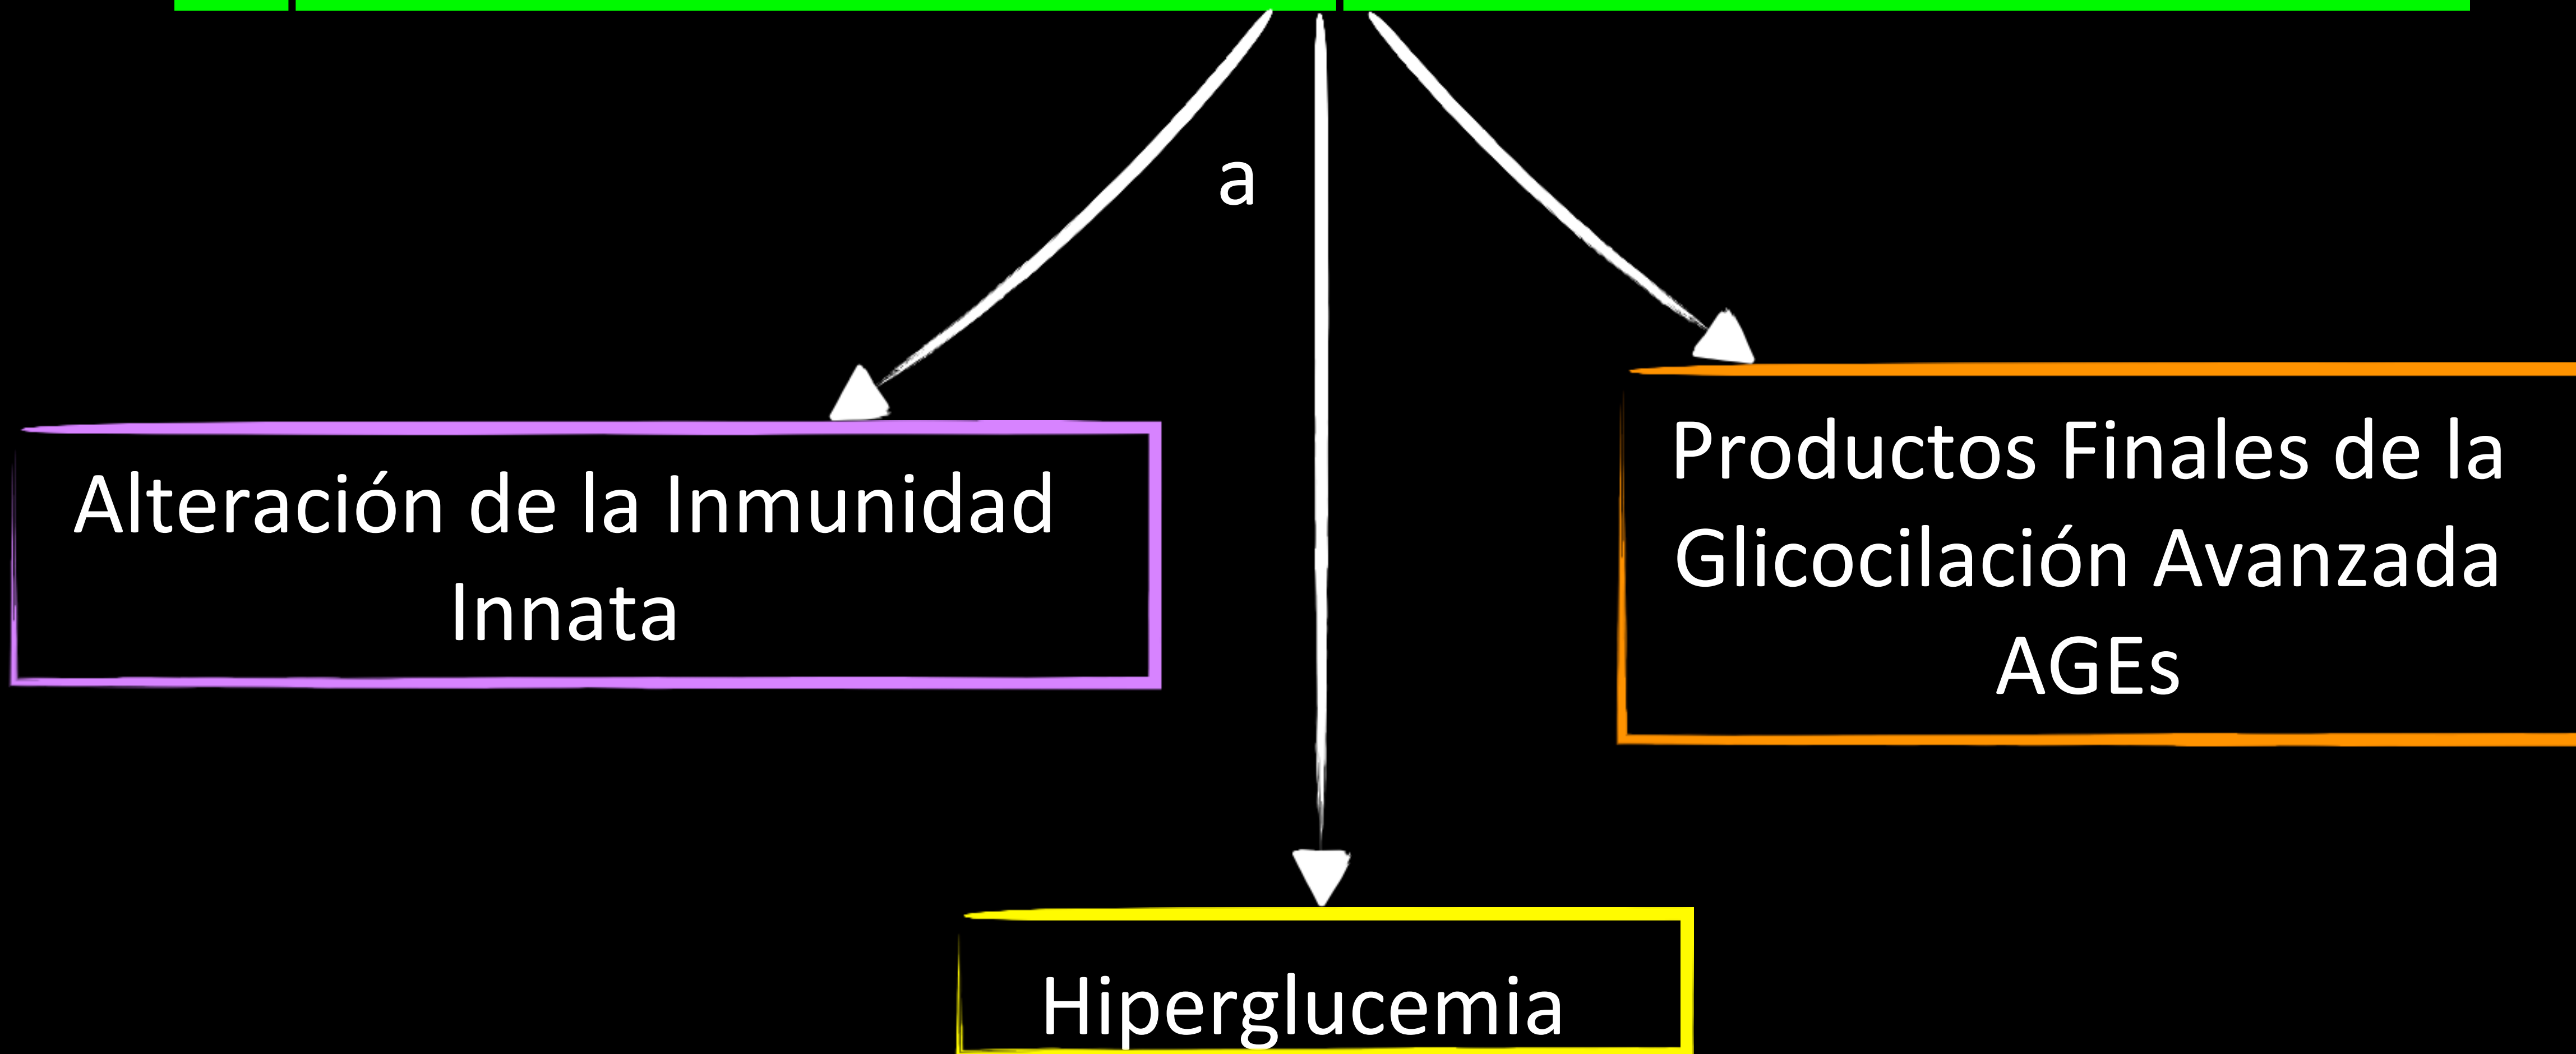 a
Alteración de la Inmunidad
Innata
Productos Finales de la
Glicocilación Avanzada
AGEs
Hiperglucemia